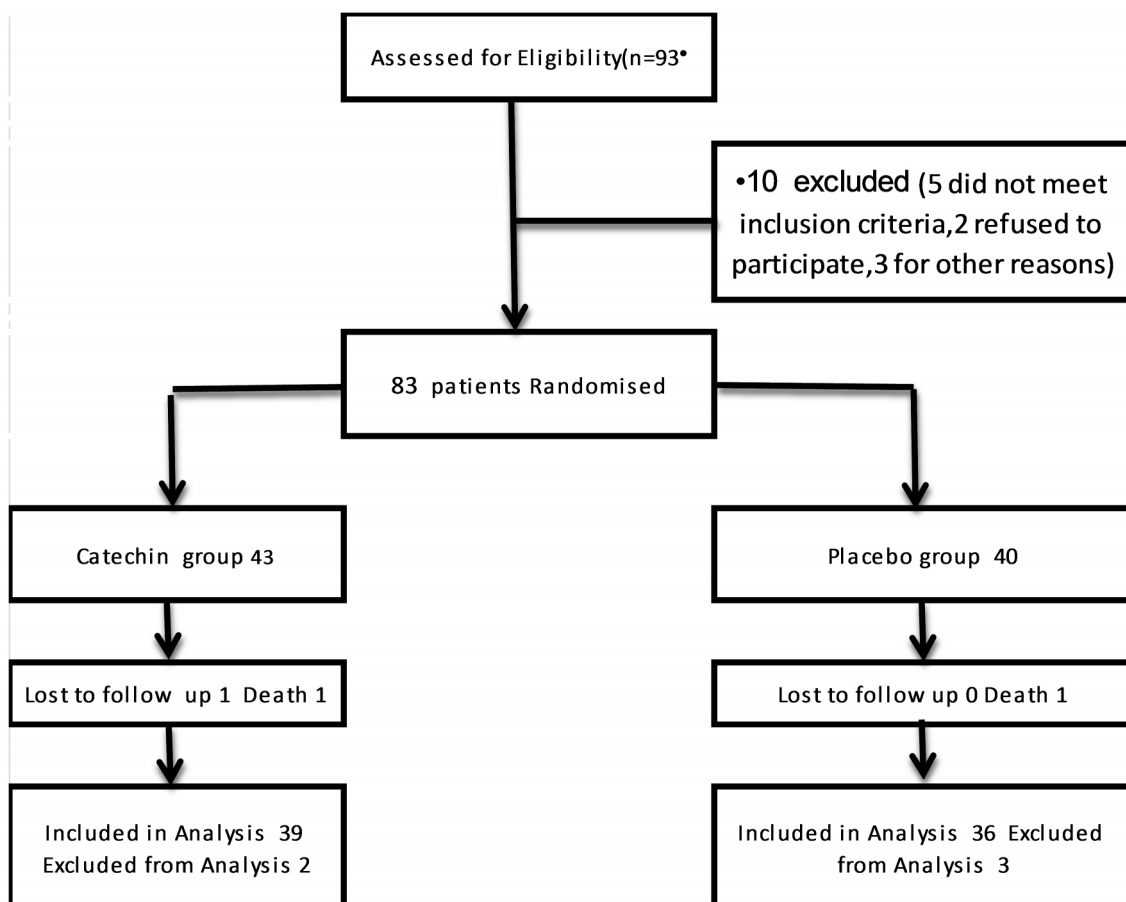 Assessed for Eligibility(n=93•
•10 excluded (5 did not meet
inclusion criteria,2 refused to
participate,3 for other reasons)
83 patients Randomised
Catechin group 43
Placebo group 40
Lost to follow up 1 Death 1
Lost to follow up 0 Death 1
Included in Analysis 39
Excluded from Analysis 2
Included in Analysis 36 Excluded
from Analysis 3